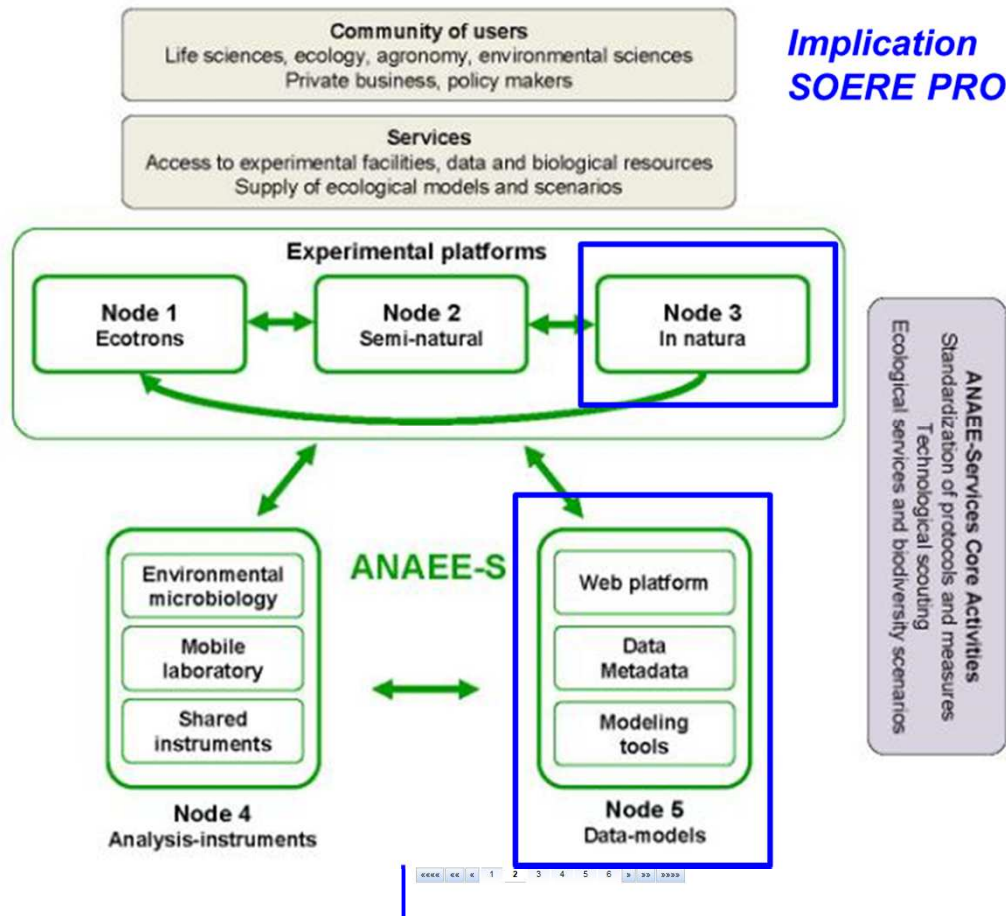 Community of users
Life sciences, ecology, agronomy, environmental sciences
Private business, policy makers
Implication
SOERE PRO
Services
Access to experimental facilities, data and biological resources
Supply of ecological models and scenarios
Experimental platforms
Node 1
Ecotrons
Node 2
Semi-natural
Node 3
In natura
ANAEE-Services Core Activities
Standardization of protocols and measures
Technological scouting
Ecological services and biodiversity scenarios
ANAEE-S
Environmental
microbiology
Mobile
laboratory
Shared
instruments
Node 4
Analysis-instruments
Web platform
Data
Metadata
Modeling
tools
Node 5
Data-models
«««« «« « 1 2 3 4 5 6 » »» »»»»